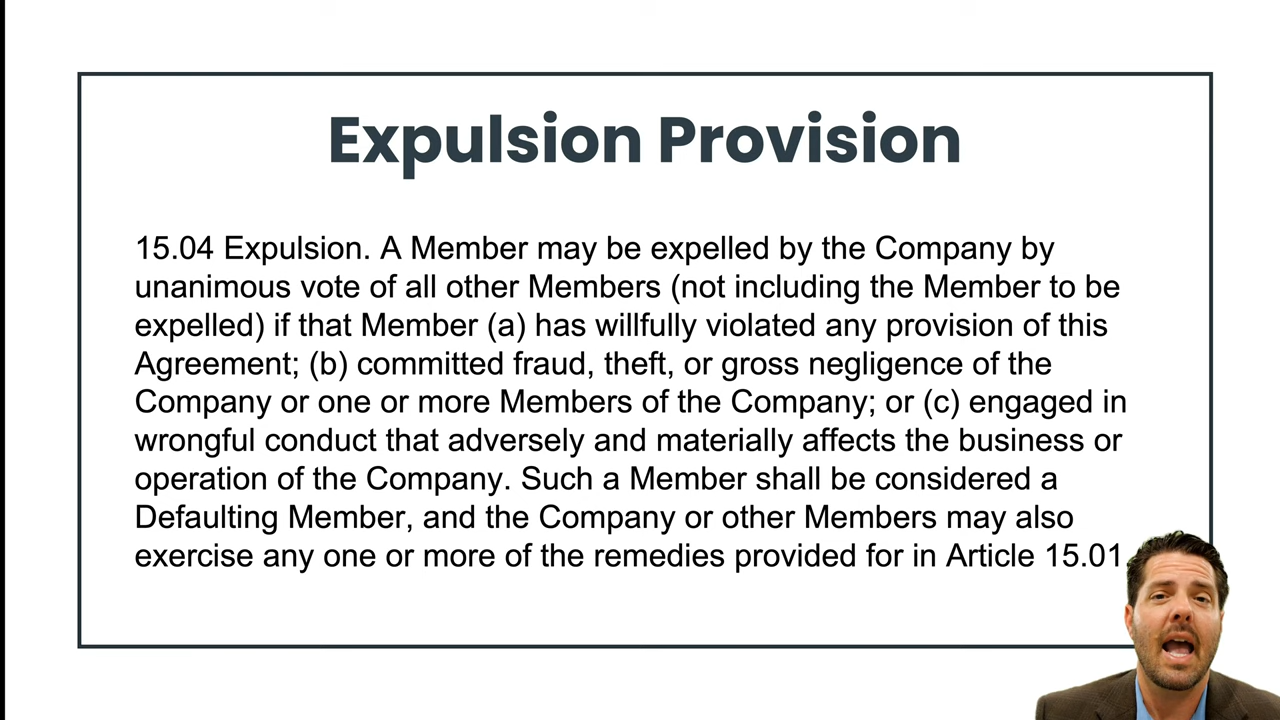 Expulsion Provision
15.04 Expulsion. A Member may be expelled by the Company by
unanimous vote of all other Members (not including the Member to be
expelled) if that Member (a) has willfully violated any provision of this
Agreement; (b) committed fraud, theft, or gross negligence of the
Company or one or more Members of the Company; or (c) engaged in
wrongful conduct that adversely and materially affects the business or
operation of the Company. Such a Member shall be considered a
Defaulting Member, and the Company or other Members may also
exercise any one or more of the remedies provided for in Article 15.01